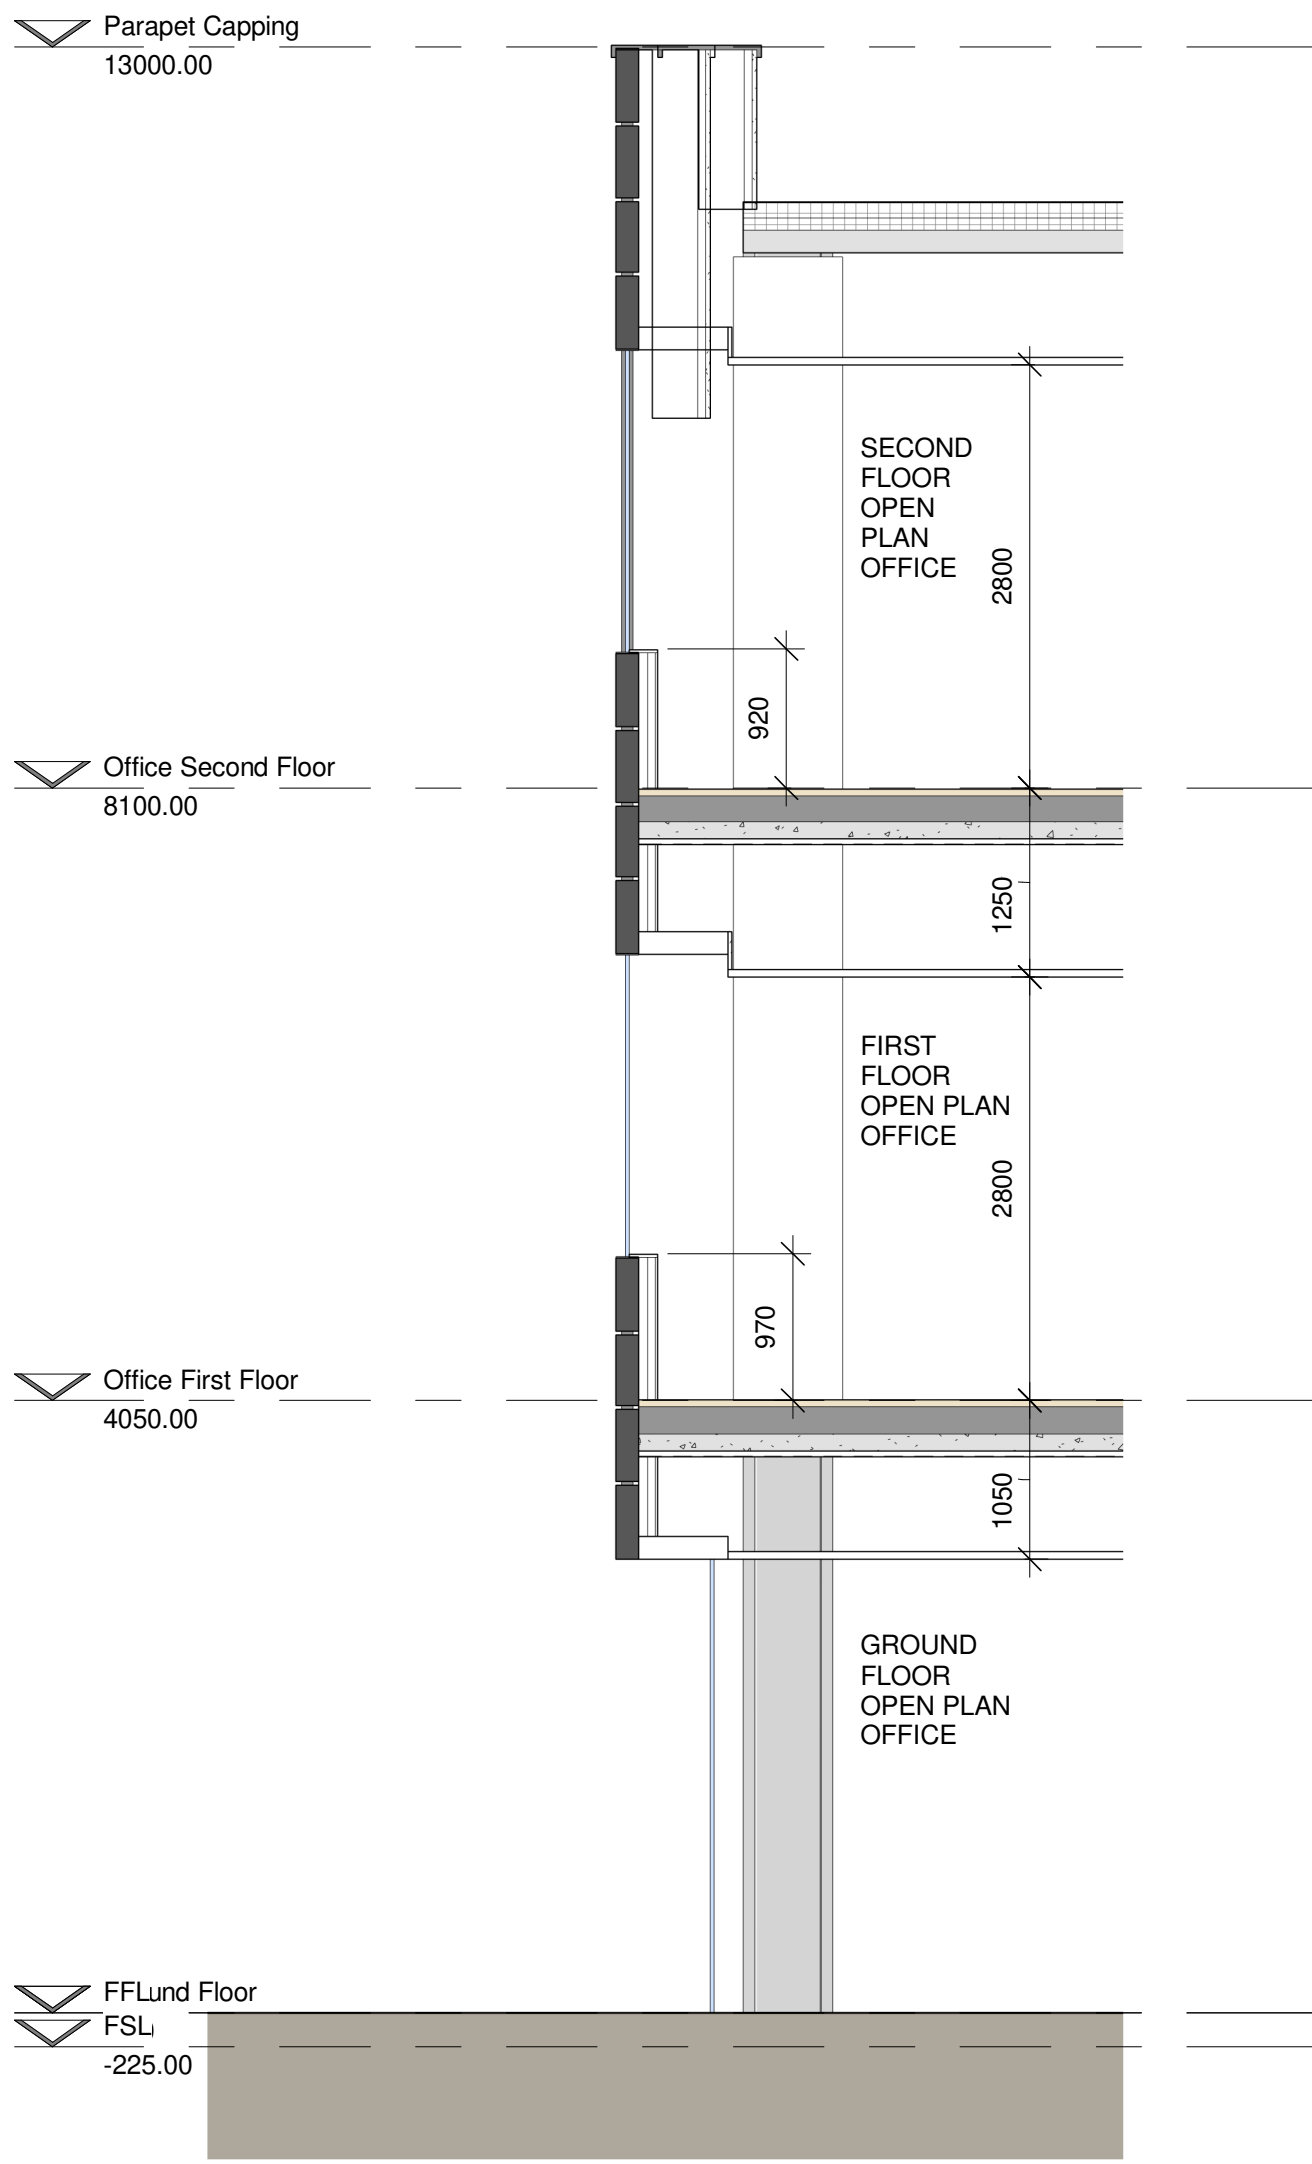 Parapet Capping
13000.00
SECOND
FLOOR
OPEN
PLAN
OFFICE
2800
920
Office Second Floor
8100.00
1250
FIRST
FLOOR
OPEN PLAN
OFFICE
2800
970
Office First Floor
4050.00
1050
GROUND
FLOOR
OPEN PLAN
OFFICE
FFLund Floor
FSL
-225.00